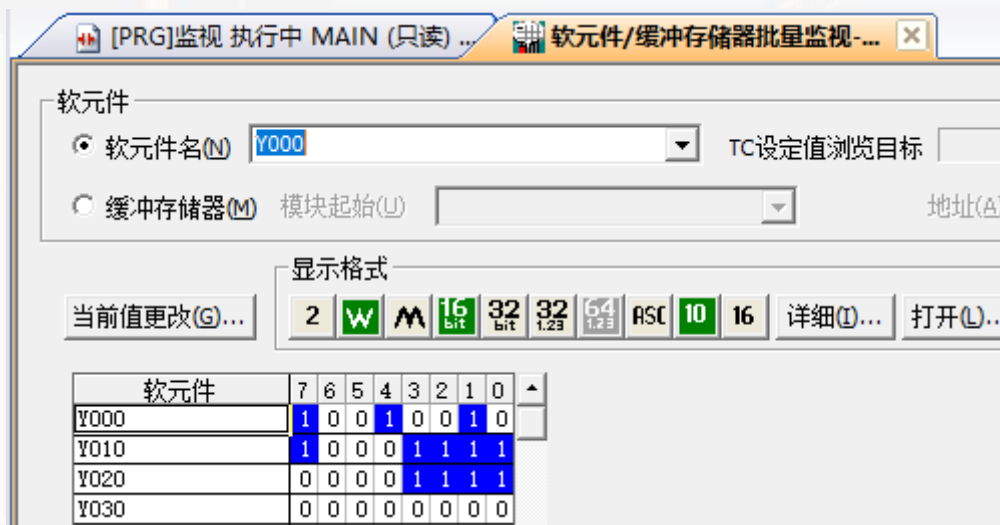 [PRG]监视 执行中 MAIN (只读) ... 软元件/缓冲存储器批量监视-...
软元件
软元件名(N) Y000 TC设定值浏览目标
缓冲存储器(M) 模块起始(U) 地址(A)
显示格式
当前值更改(G)... 2 W M 16 bit 32 bit 32 1.23 64 1.23 ASC 10 16 详细(I)... 打开(L)...
软元件 7 6 5 4 3 2 1 0
Y000 1 0 0 1 0 0 1 0
Y010 1 0 0 0 1 1 1 1
Y020 0 0 0 0 1 1 1 1
Y030 0 0 0 0 0 0 0 0